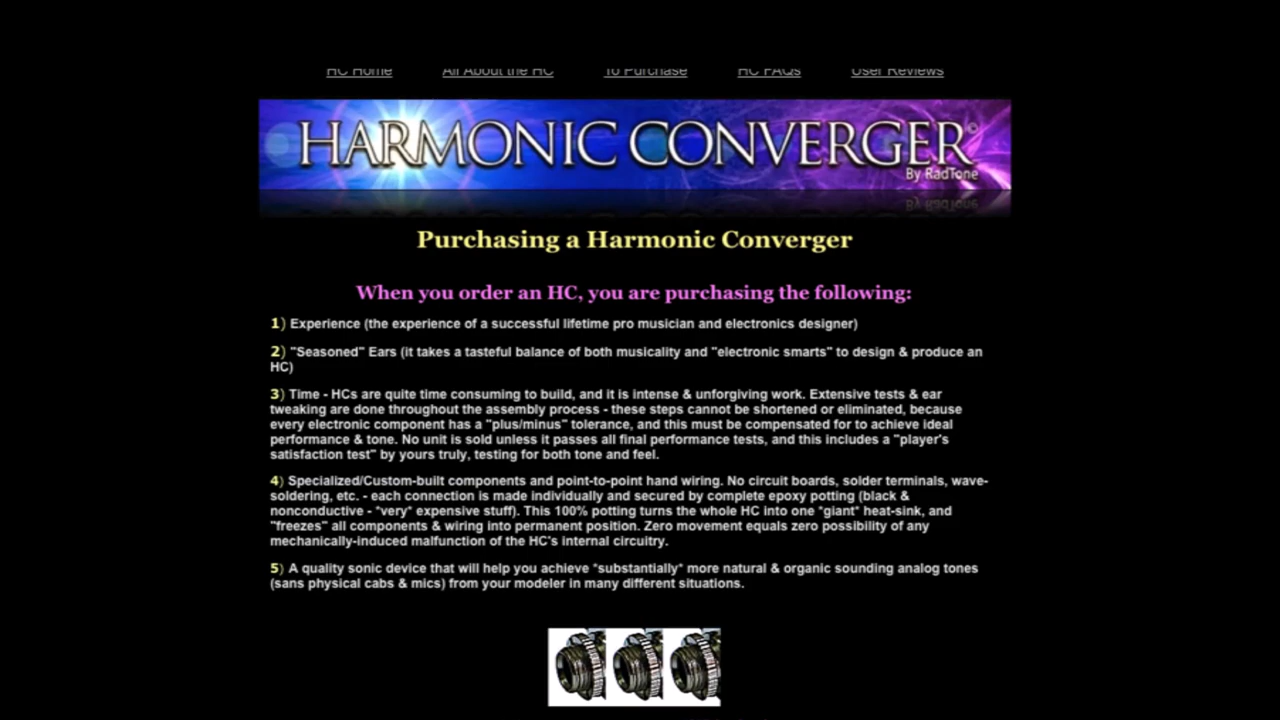 HC Home All About the HC To Purchase HC FAQs User Reviews
HARMONIC CONVERGER©
By RadTone
Purchasing a Harmonic Converger
When you order an HC, you are purchasing the following:
1) Experience (the experience of a successful lifetime pro musician and electronics designer)
2) "Seasoned" Ears (it takes a tasteful balance of both musicality and "electronic smarts" to design & produce an
HC)
3) Time - HCs are quite time consuming to build, and it is intense & unforgiving work. Extensive tests & ear
tweaking are done throughout the assembly process - these steps cannot be shortened or eliminated, because
every electronic component has a "plus/minus" tolerance, and this must be compensated for to achieve ideal
performance & tone. No unit is sold unless it passes all final performance tests, and this includes a "player's
satisfaction test" by yours truly, testing for both tone and feel.
4) Specialized/Custom-built components and point-to-point hand wiring. No circuit boards, solder terminals, wave-
soldering, etc. - each connection is made individually and secured by complete epoxy potting (black &
nonconductive - *very* expensive stuff). This 100% potting turns the whole HC into one *giant* heat-sink, and
"freezes" all components & wiring into permanent position. Zero movement equals zero possibility of any
mechanically-induced malfunction of the HC's internal circuitry.
5) A quality sonic device that will help you achieve *substantially* more natural & organic sounding analog tones
(sans physical cabs & mics) from your modeler in many different situations.